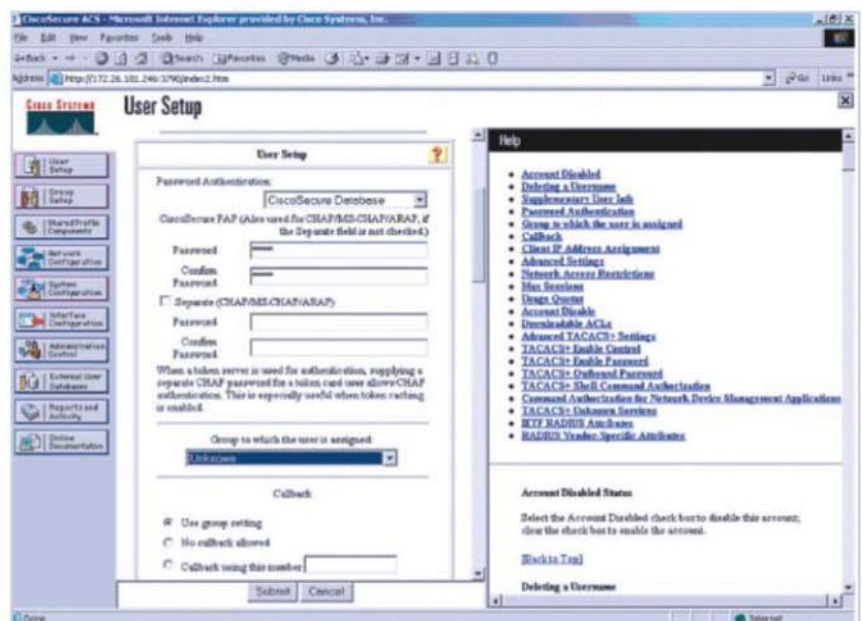 CiscoSecure ACS - Microsoft Internet Explorer provided by Cisco Systems, Inc.
File Edit View Favorites Tools Help
Back Search Favorites Media
Address http://172.26.101.246:3790/index2.htm Go Links
CISCO SYSTEMS
User Setup
User Setup
Group Setup
Shared Profile Components
Network Configuration
System Configuration
Interface Configuration
Administration Control
External User Databases
Reports and Activity
Online Documentation
User Setup
Password Authentication:
CiscoSecure Database
CiscoSecure PAP (Also used for CHAP/MS-CHAP/ARAP, if the Separate field is not checked.)
Password
Confirm Password
Separate (CHAP/MS-CHAP/ARAP)
Password
Confirm Password
When a token server is used for authentication, supplying a
separate CHAP password for a token card user allows CHAP
authentication. This is especially useful when token caching
is enabled.
Group to which the user is assigned:
Unknown
Callback
Use group setting
No callback allowed
Callback using this number
Submit Cancel
Help
Account Disabled
Deleting a Username
Supplementary User Info
Password Authentication
Group to which the user is assigned
Callback
Client IP Address Assignment
Advanced Settings
Network Access Restrictions
Max Sessions
Usage Quotas
Account Disable
Downloadable ACLs
Advanced TACACS+ Settings
TACACS+ Enable Control
TACACS+ Enable Password
TACACS+ Outbound Password
TACACS+ Shell Command Authorization
Command Authorization for Network Device Management Applications
TACACS+ Unknown Services
IETF RADIUS Attributes
RADIUS Vendor-Specific Attributes
Account Disabled Status
Select the Account Disabled check box to disable this account;
clear the check box to enable the account.
[Back to Top]
Deleting a Username
Done
Internet